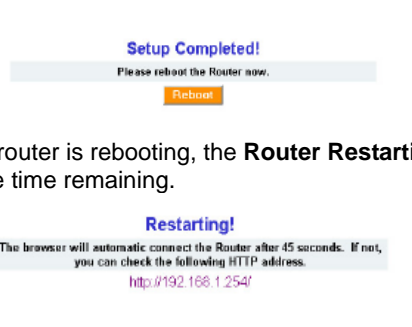 Setup Completed!
Please reboot the Router now.
Reboot
router is rebooting, the Router Restarti
e time remaining.
Restarting!
The browser will automatic connect the Router after 45 seconds. If not,
you can check the following HTTP address.
http://192.168.1.254/